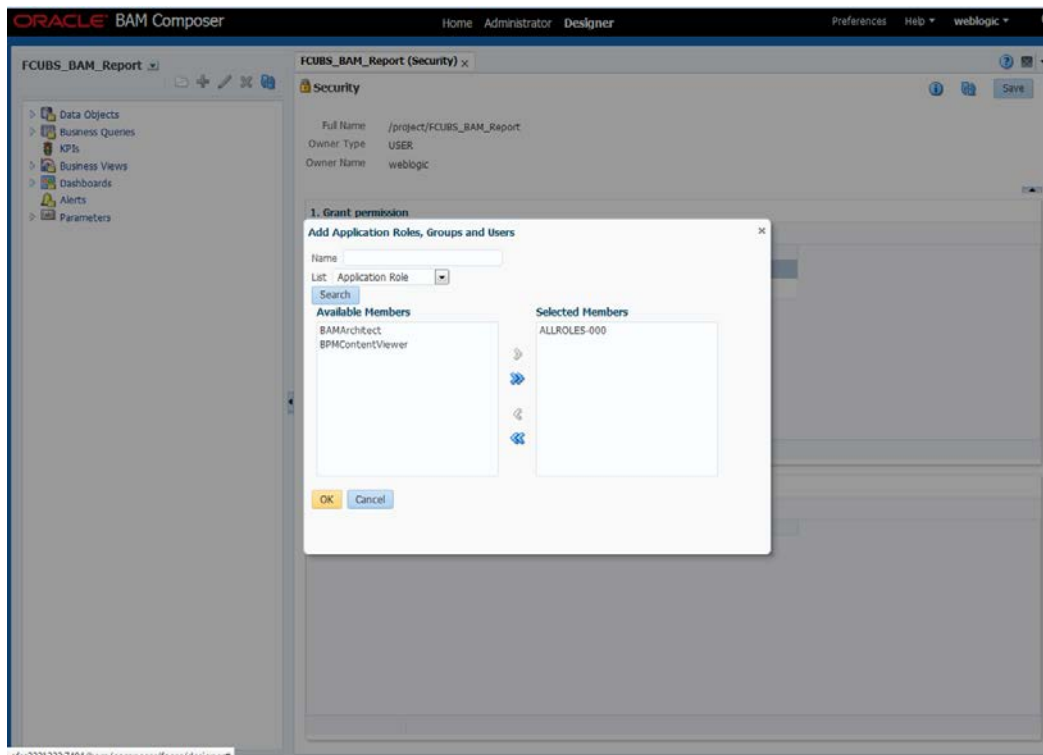 ORACLE BAM Composer
Home Administrator Designer
Preferences Help weblogic
FCUBS_BAM_Report
Data Objects
Business Queries
KPIs
Business Views
Dashboards
Alerts
Parameters
FCUBS_BAM_Report (Security) x
Security
Save
Full Name /project/FCUBS_BAM_Report
Owner Type USER
Owner Name weblogic
1. Grant permission
Add Application Roles, Groups and Users
Name
List Application Role
Search
Available Members
BAMArchitect
BPMContentViewer
Selected Members
ALLROLES-000
OK Cancel